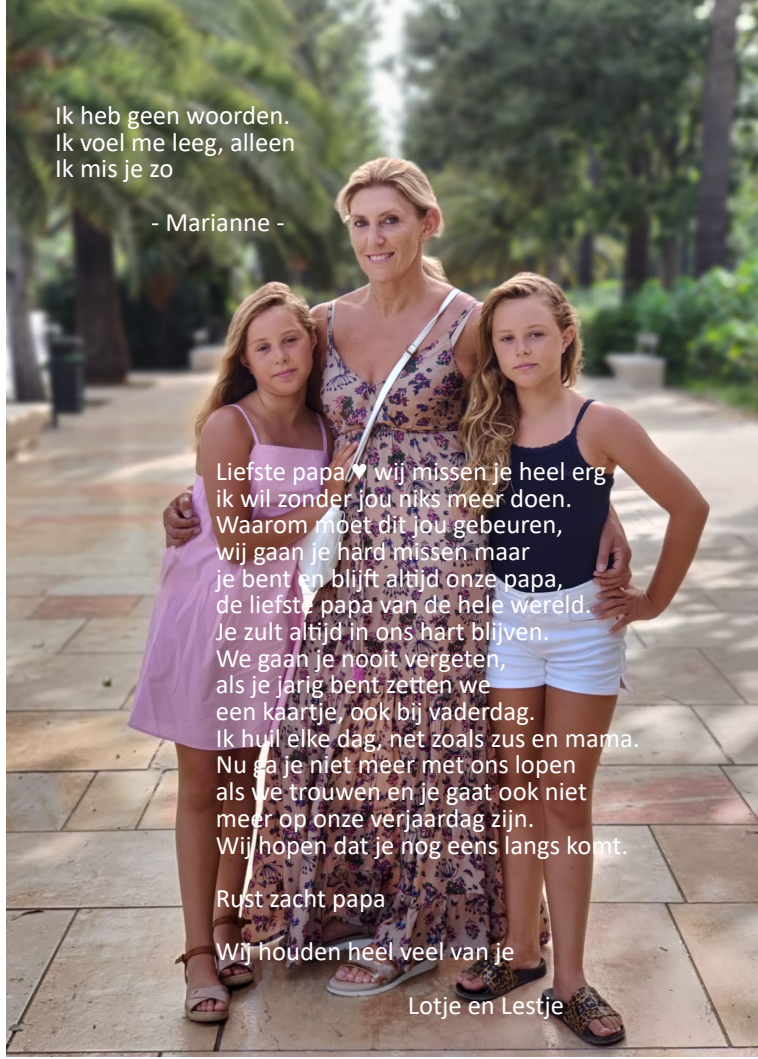 Ik heb geen woorden.
Ik voel me leeg, alleen
Ik mis je zo
- Marianne -
Liefste papa ♥ wij missen je heel erg
ik wil zonder jou niks meer doen.
Waarom moet dit jou gebeuren,
wij gaan je hard missen maar
je bent en blijft altijd onze papa,
de liefste papa van de hele wereld.
Je zult altijd in ons hart blijven.
We gaan je nooit vergeten,
als je jarig bent zetten we
een kaartje, ook bij vaderdag.
Ik huil elke dag, net zoals zus en mama.
Nu ga je niet meer met ons lopen
als we trouwen en je gaat ook niet
meer op onze verjaardag zijn.
Wij hopen dat je nog eens langs komt.
Rust zacht papa
Wij houden heel veel van je
Lotje en Lestje